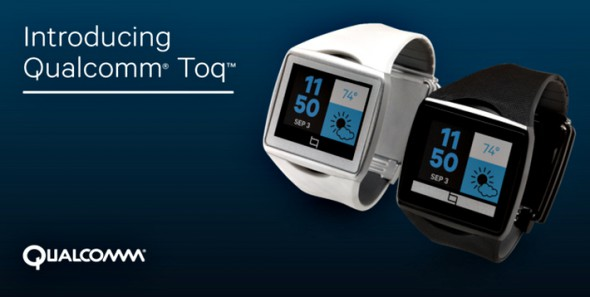 Introducing
Qualcomm® Toq™
11
50
74°
SEP 3
11
50
74°
SEP 3
QUALCOMM®